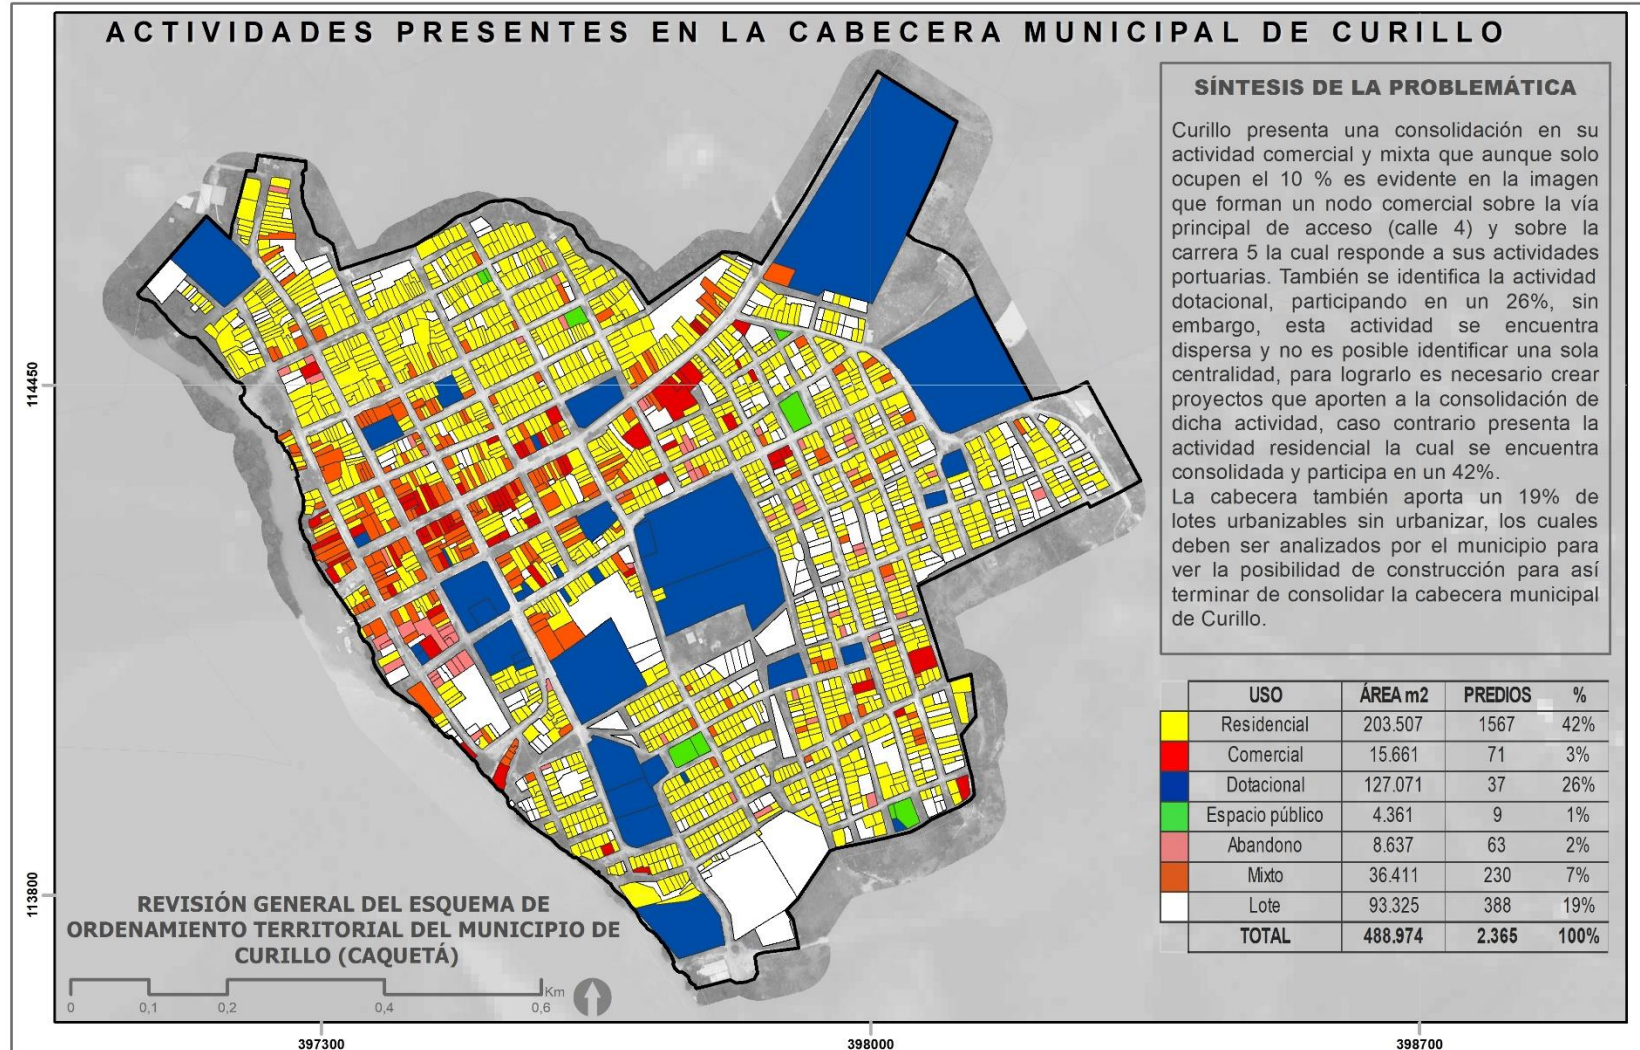 ACTIVIDADES PRESENTES EN LA CABECERA MUNICIPAL DE CURILLO
SÍNTESIS DE LA PROBLEMÁTICA
Curillo presenta una consolidación en su
actividad comercial y mixta que aunque solo
ocupen el 10 % es evidente en la imagen
que forman un nodo comercial sobre la vía
principal de acceso (calle 4) y sobre la
carrera 5 la cual responde a sus actividades
portuarias. También se identifica la actividad
dotacional, participando en un 26%, sin
embargo, esta actividad se encuentra
dispersa y no es posible identificar una sola
centralidad, para lograrlo es necesario crear
proyectos que aporten a la consolidación de
dicha actividad, caso contrario presenta la
actividad residencial la cual se encuentra
consolidada y participa en un 42%.
La cabecera también aporta un 19% de
lotes urbanizables sin urbanizar, los cuales
deben ser analizados por el municipio para
ver la posibilidad de construcción para así
terminar de consolidar la cabecera municipal
de Curillo.
USO ÁREA m2 PREDIOS %
Residencial 203.507 1567 42%
Comercial 15.661 71 3%
Dotacional 127.071 37 26%
Espacio público 4.361 9 1%
Abandono 8.637 63 2%
Mixto 36.411 230 7%
Lote 93.325 388 19%
TOTAL 488.974 2.365 100%
114450
113800
REVISIÓN GENERAL DEL ESQUEMA DE
ORDENAMIENTO TERRITORIAL DEL MUNICIPIO DE
CURILLO (CAQUETÁ)
Km
0 0,1 0,2 0,4 0,6
397300 398000 398700